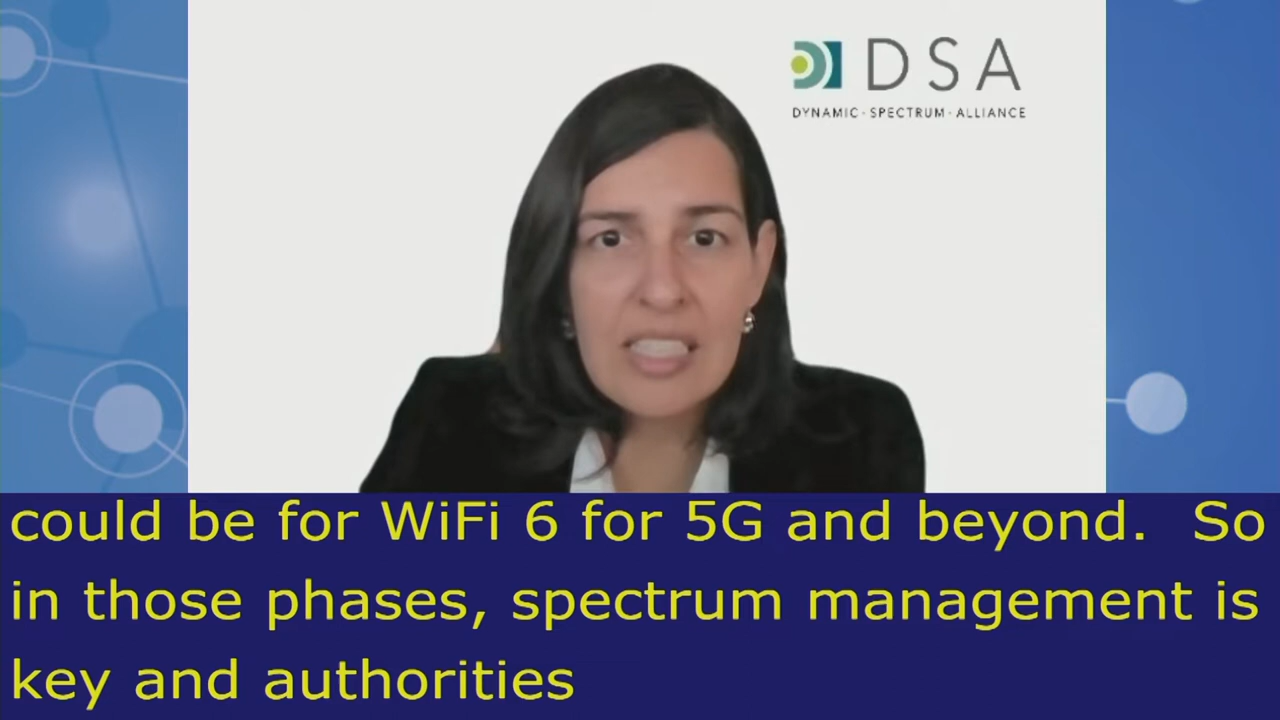 DSA
DYNAMIC · SPECTRUM · ALLIANCE
could be for WiFi 6 for 5G and beyond.  So
in those phases, spectrum management is
key and authorities